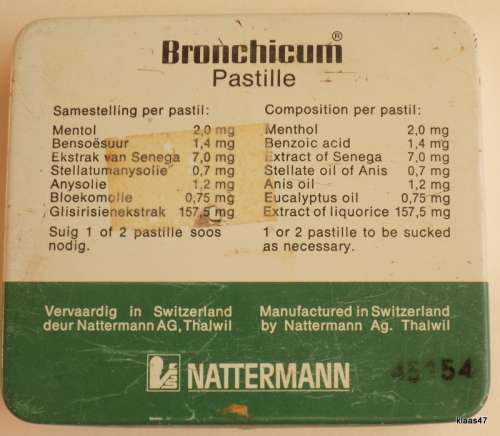 Bronchicum®
Pastille
Samestelling per pastil:
Mentol 2,0 mg
Bensoësuur 1,4 mg
Ekstrak van Senega 7,0 mg
Stellatumanysolie 0,7 mg
Anysolie 1,2 mg
Bloekomolie 0,75 mg
Glisirisienekstrak 157,5 mg
Suig 1 of 2 pastille soos
nodig.
Composition per pastil:
Menthol 2,0 mg
Benzoic acid 1,4 mg
Extract of Senega 7,0 mg
Stellate oil of Anis 0,7 mg
Anis oil 1,2 mg
Eucalyptus oil 0,75 mg
Extract of liquorice 157,5 mg
1 or 2 pastille to be sucked
as necessary.
Vervaardig in Switzerland
deur Nattermann AG, Thalwil
Manufactured in Switzerland
by Nattermann Ag. Thalwil
NATTERMANN
45154
klaas47